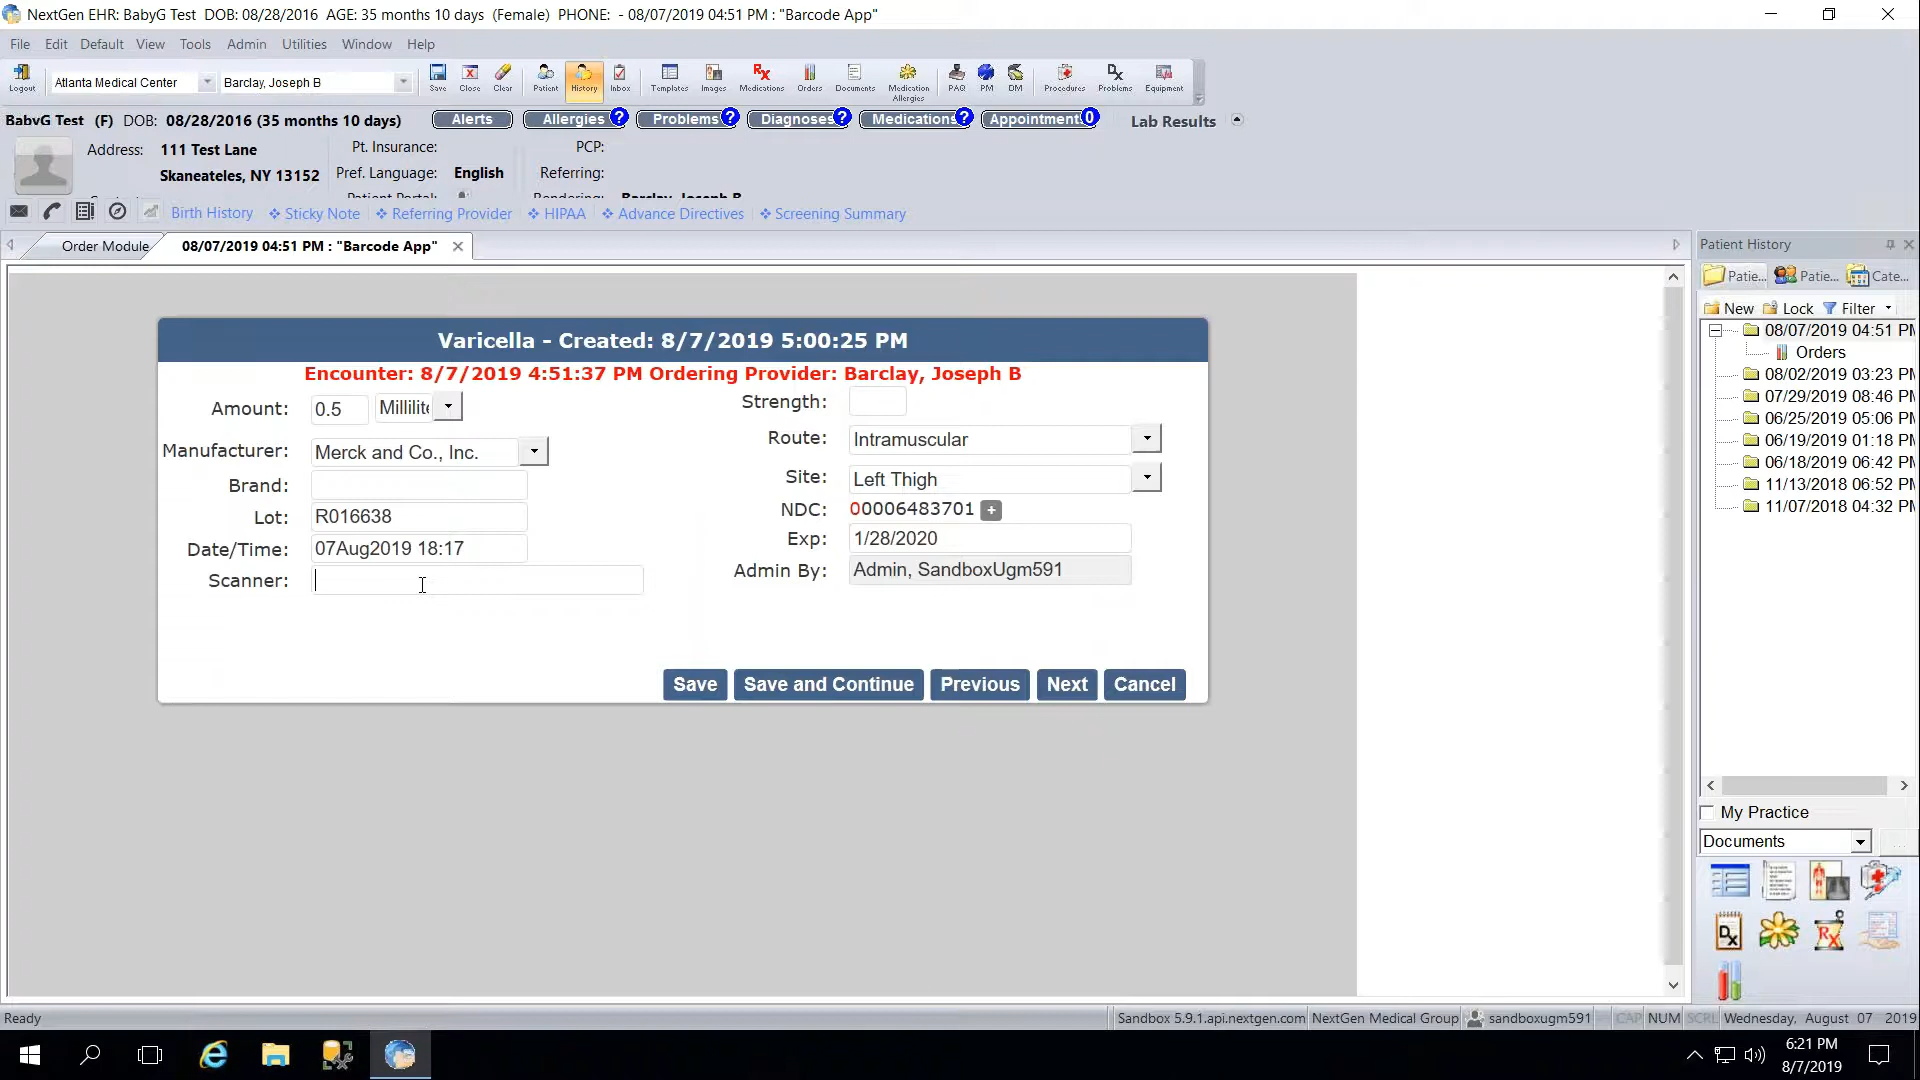 NextGen EHR: BabyG Test DOB: 08/28/2016 AGE: 35 months 10 days (Female) PHONE: - 08/07/2019 04:51 PM : "Barcode App"
File Edit Default View Tools Admin Utilities Window Help
Atlanta Medical Center Barclay, Joseph B
Logout Save Close Clear Patient History Inbox Templates Images Medications Orders Documents Medication Allergies PAQ PM DM Procedures Problems Equipment
BabyG Test (F) DOB: 08/28/2016 (35 months 10 days) Alerts Allergies ? Problems ? Diagnoses ? Medications ? Appointment 0 Lab Results
Address: 111 Test Lane Pt. Insurance: PCP:
Skaneateles, NY 13152 Pref. Language: English Referring:
Barclay, Joseph B
Birth History Sticky Note Referring Provider HIPAA Advance Directives Screening Summary
Order Module 08/07/2019 04:51 PM : "Barcode App"
Varicella - Created: 8/7/2019 5:00:25 PM
Encounter: 8/7/2019 4:51:37 PM Ordering Provider: Barclay, Joseph B
Amount: 0.5 Millilite
Strength:
Manufacturer: Merck and Co., Inc.
Route: Intramuscular
Brand:
Site: Left Thigh
Lot: R016638
NDC: 00006483701 +
Date/Time: 07Aug2019 18:17
Exp: 1/28/2020
Scanner:
Admin By: Admin, SandboxUgm591
Save Save and Continue Previous Next Cancel
Patient History
Patie... Patie... Cate...
New Lock Filter
08/07/2019 04:51 PM
Orders
08/02/2019 03:23 PM
07/29/2019 08:46 PM
06/25/2019 05:06 PM
06/19/2019 01:18 PM
06/18/2019 06:42 PM
11/13/2018 06:52 PM
11/07/2018 04:32 PM
My Practice
Documents
Ready Sandbox 5.9.1.api.nextgen.com NextGen Medical Group sandboxugm591 CAP NUM SCRL Wednesday, August 07 2019
6:21 PM
8/7/2019